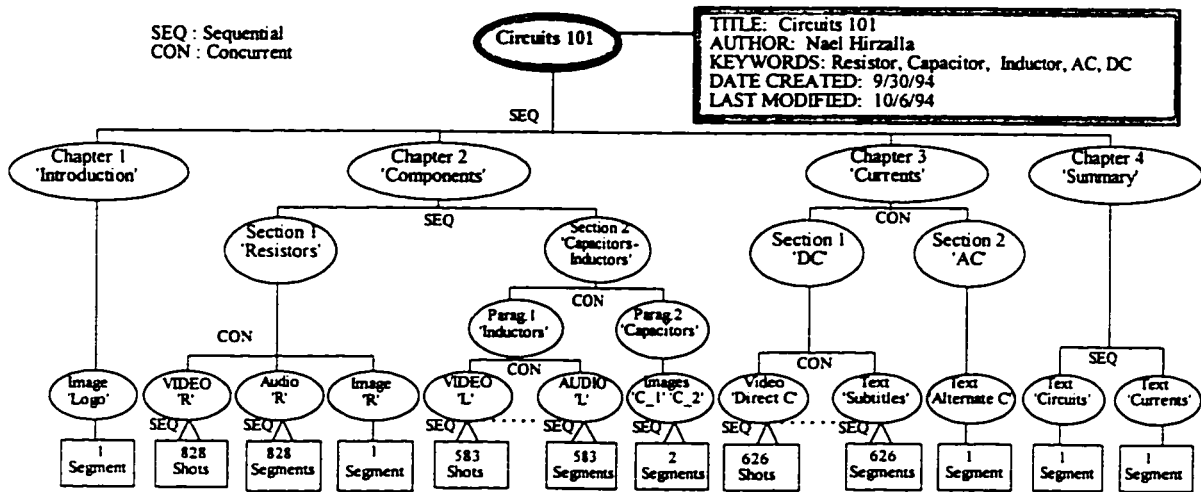 SEQ : Sequential
CON : Concurrent
Circuits 101
TITLE: Circuits 101
AUTHOR: Nael Hirzalla
KEYWORDS: Resistor, Capacitor, Inductor, AC, DC
DATE CREATED: 9/30/94
LAST MODIFIED: 10/6/94
SEQ
Chapter 1
'Introduction'
Chapter 2
'Components'
Chapter 3
'Currents'
Chapter 4
'Summary'
SEQ
CON
Section 1
'Resistors'
Section 2
'Capacitors-
Inductors'
Section 1
'DC'
Section 2
'AC'
CON
Parag.1
'Inductors'
Parag.2
'Capacitors'
CON
CON
CON
SEQ
Image
'Logo'
VIDEO
'R'
Audio
'R'
Image
'R'
VIDEO
'L'
AUDIO
'L'
Images
'C_1' 'C_2'
Video
'Direct C'
Text
'Subtitles'
Text
'Alternate C'
Text
'Circuits'
Text
'Currents'
SEQ
SEQ
SEQ
SEQ
SEQ
SEQ
SEQ
1
Segment
828
Shots
828
Segments
1
Segment
583
Shots
583
Segments
2
Segments
626
Shots
626
Segments
1
Segment
1
Segment
1
Segment